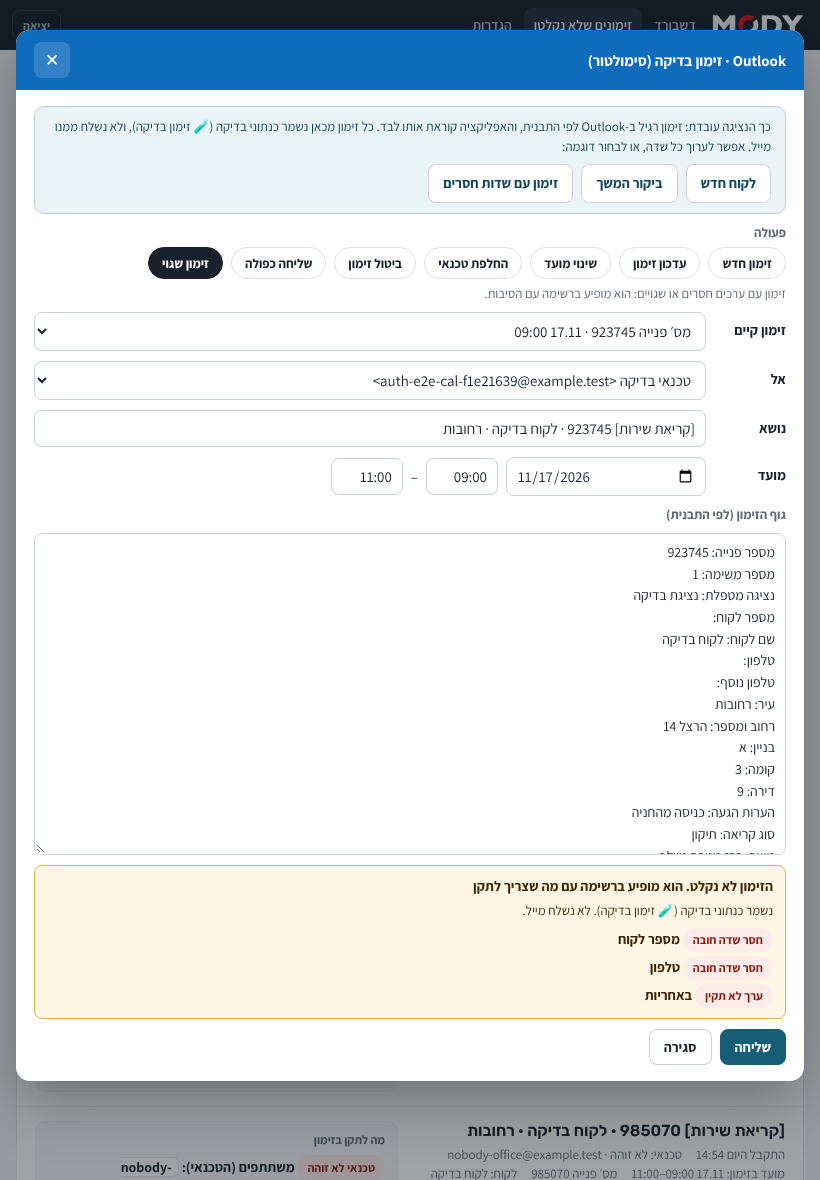 MODY
דשבורד
זימונים שלא נקלטו
הגדרות
יציאה
Outlook · זימון בדיקה (סימולטור)
כך הנציגה עובדת: זימון רגיל ב-Outlook לפי התבנית, והאפליקציה קוראת אותו לבד. כל זימון מכאן נשמר כנתוני בדיקה (🧪 זימון בדיקה), ולא נשלח ממנו
מייל. אפשר לערוך כל שדה, או לבחור דוגמה:
לקוח חדש
ביקור המשך
זימון עם שדות חסרים
פעולה
זימון חדש
עדכון זימון
שינוי מועד
החלפת טכנאי
ביטול זימון
שליחה כפולה
זימון שגוי
זימון עם ערכים חסרים או שגויים: הוא מופיע ברשימה עם הסיבות.
זימון קיים
מס׳ פנייה 923745 · 17.11 09:00
אל
טכנאי בדיקה <auth-e2e-cal-f1e21639@example.test>
נושא
[קריאת שירות] 923745 · לקוח בדיקה · רחובות
מועד
11/17/2026
09:00
–
11:00
גוף הזימון (לפי התבנית)
מספר פנייה: 923745
מספר משימה: 1
נציגה מטפלת: נציגת בדיקה
מספר לקוח:
שם לקוח: לקוח בדיקה
טלפון:
טלפון נוסף:
עיר: רחובות
רחוב ומספר: הרצל 14
בניין: א
קומה: 3
דירה: 9
הערות הגעה: כניסה מהחניה
סוג קריאה: תיקון
הזימון לא נקלט. הוא מופיע ברשימה עם מה שצריך לתקן
נשמר כנתוני בדיקה (🧪 זימון בדיקה). לא נשלח מייל.
חסר שדה חובה מספר לקוח
חסר שדה חובה טלפון
ערך לא תקין באחריות
שליחה
סגירה
[קריאת שירות] 985070 • לקוח בדיקה • רחובות
התקבל היום 14:54
טכנאי: לא זוהה · nobody-office@example.test
מועד בזימון: 17.11 09:00–11:00
מס׳ פנייה 985070
לקוח: לקוח בדיקה
מה לתקן בזימון
טכנאי לא זוהה משתתפים (הטכנאי): nobody-